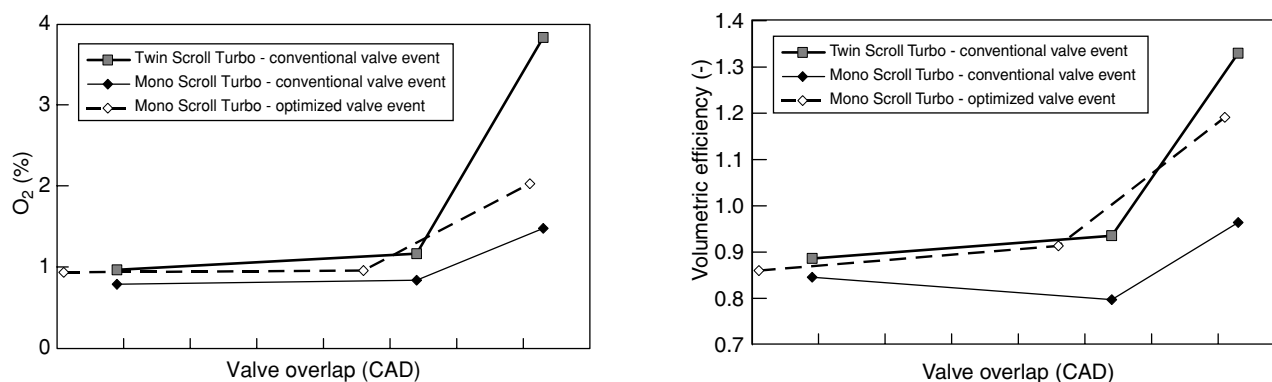 4
3
2
1
0
O2 (%)
Twin Scroll Turbo - conventional valve event
Mono Scroll Turbo - conventional valve event
Mono Scroll Turbo - optimized valve event
Valve overlap (CAD)
1.4
1.3
1.2
1.1
1.0
0.9
0.8
0.7
Volumetric efficiency (-)
Twin Scroll Turbo - conventional valve event
Mono Scroll Turbo - conventional valve event
Mono Scroll Turbo - optimized valve event
Valve overlap (CAD)